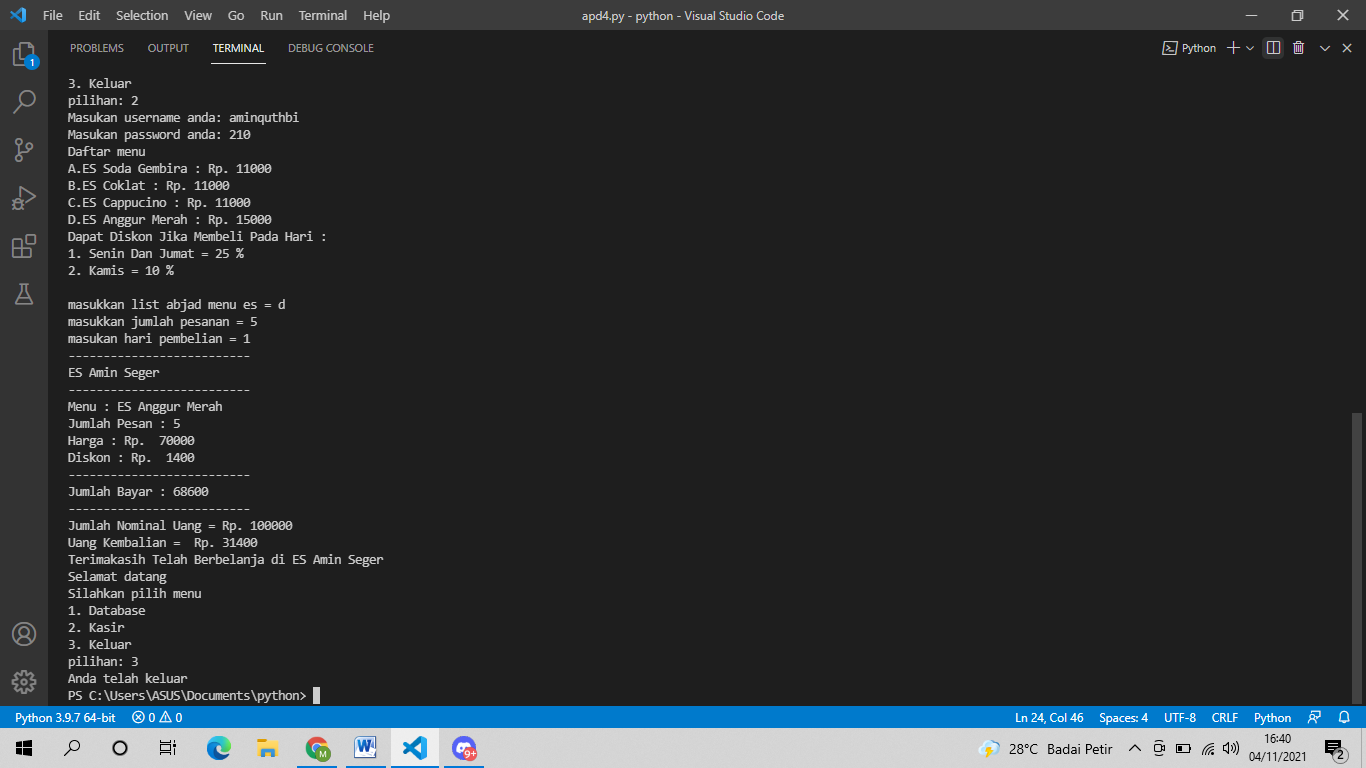 File Edit Selection View Go Run Terminal Help apd4.py - python - Visual Studio Code
PROBLEMS OUTPUT TERMINAL DEBUG CONSOLE Python
1
3. Keluar
pilihan: 2
Masukan username anda: aminquthbi
Masukan password anda: 210
Daftar menu
A.ES Soda Gembira : Rp. 11000
B.ES Coklat : Rp. 11000
C.ES Cappucino : Rp. 11000
D.ES Anggur Merah : Rp. 15000
Dapat Diskon Jika Membeli Pada Hari :
1. Senin Dan Jumat = 25 %
2. Kamis = 10 %
masukkan list abjad menu es = d
masukkan jumlah pesanan = 5
masukan hari pembelian = 1
--------------------------
ES Amin Seger
--------------------------
Menu : ES Anggur Merah
Jumlah Pesan : 5
Harga : Rp.  70000
Diskon : Rp.  1400
--------------------------
Jumlah Bayar : 68600
--------------------------
Jumlah Nominal Uang = Rp. 100000
Uang Kembalian =  Rp. 31400
Terimakasih Telah Berbelanja di ES Amin Seger
Selamat datang
Silahkan pilih menu
1. Database
2. Kasir
3. Keluar
pilihan: 3
Anda telah keluar
PS C:\Users\ASUS\Documents\python>
Python 3.9.7 64-bit 0 0 Ln 24, Col 46 Spaces: 4 UTF-8 CRLF Python
M W 9+ 28°C Badai Petir 16:40
04/11/2021 2